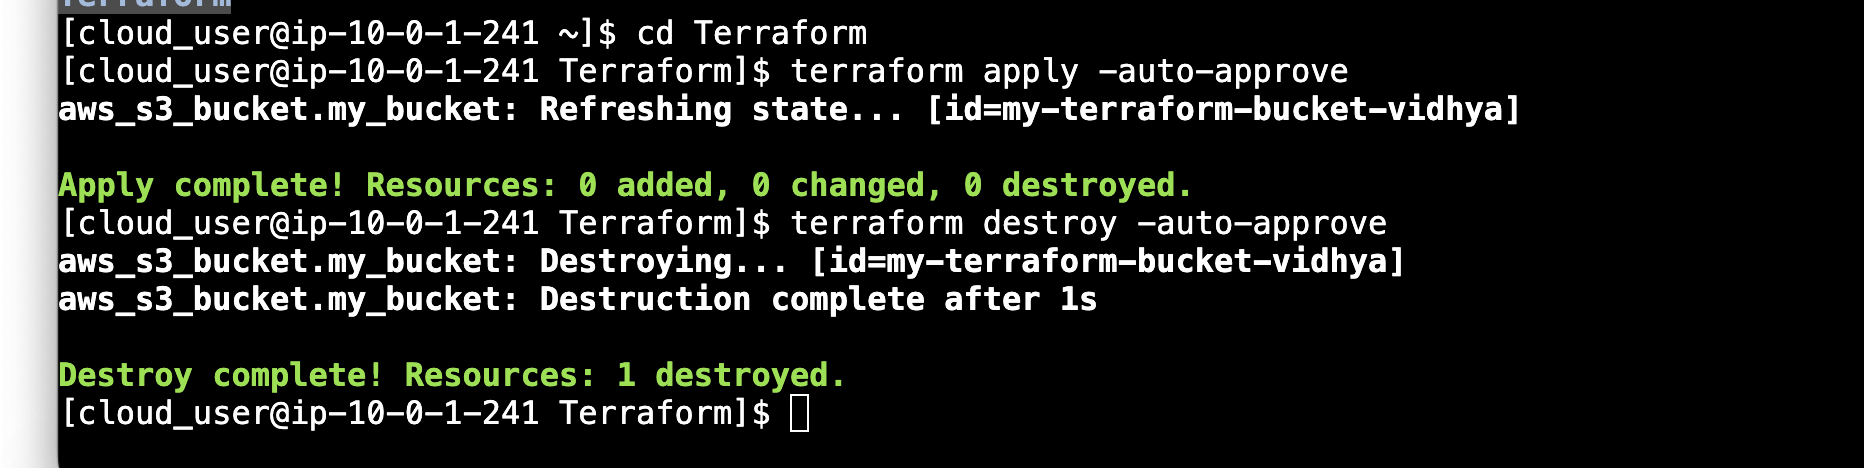 Terraform
[cloud_user@ip-10-0-1-241 ~]$ cd Terraform
[cloud_user@ip-10-0-1-241 Terraform]$ terraform apply -auto-approve
aws_s3_bucket.my_bucket: Refreshing state... [id=my-terraform-bucket-vidhya]
Apply complete! Resources: 0 added, 0 changed, 0 destroyed.
[cloud_user@ip-10-0-1-241 Terraform]$ terraform destroy -auto-approve
aws_s3_bucket.my_bucket: Destroying... [id=my-terraform-bucket-vidhya]
aws_s3_bucket.my_bucket: Destruction complete after 1s
Destroy complete! Resources: 1 destroyed.
[cloud_user@ip-10-0-1-241 Terraform]$